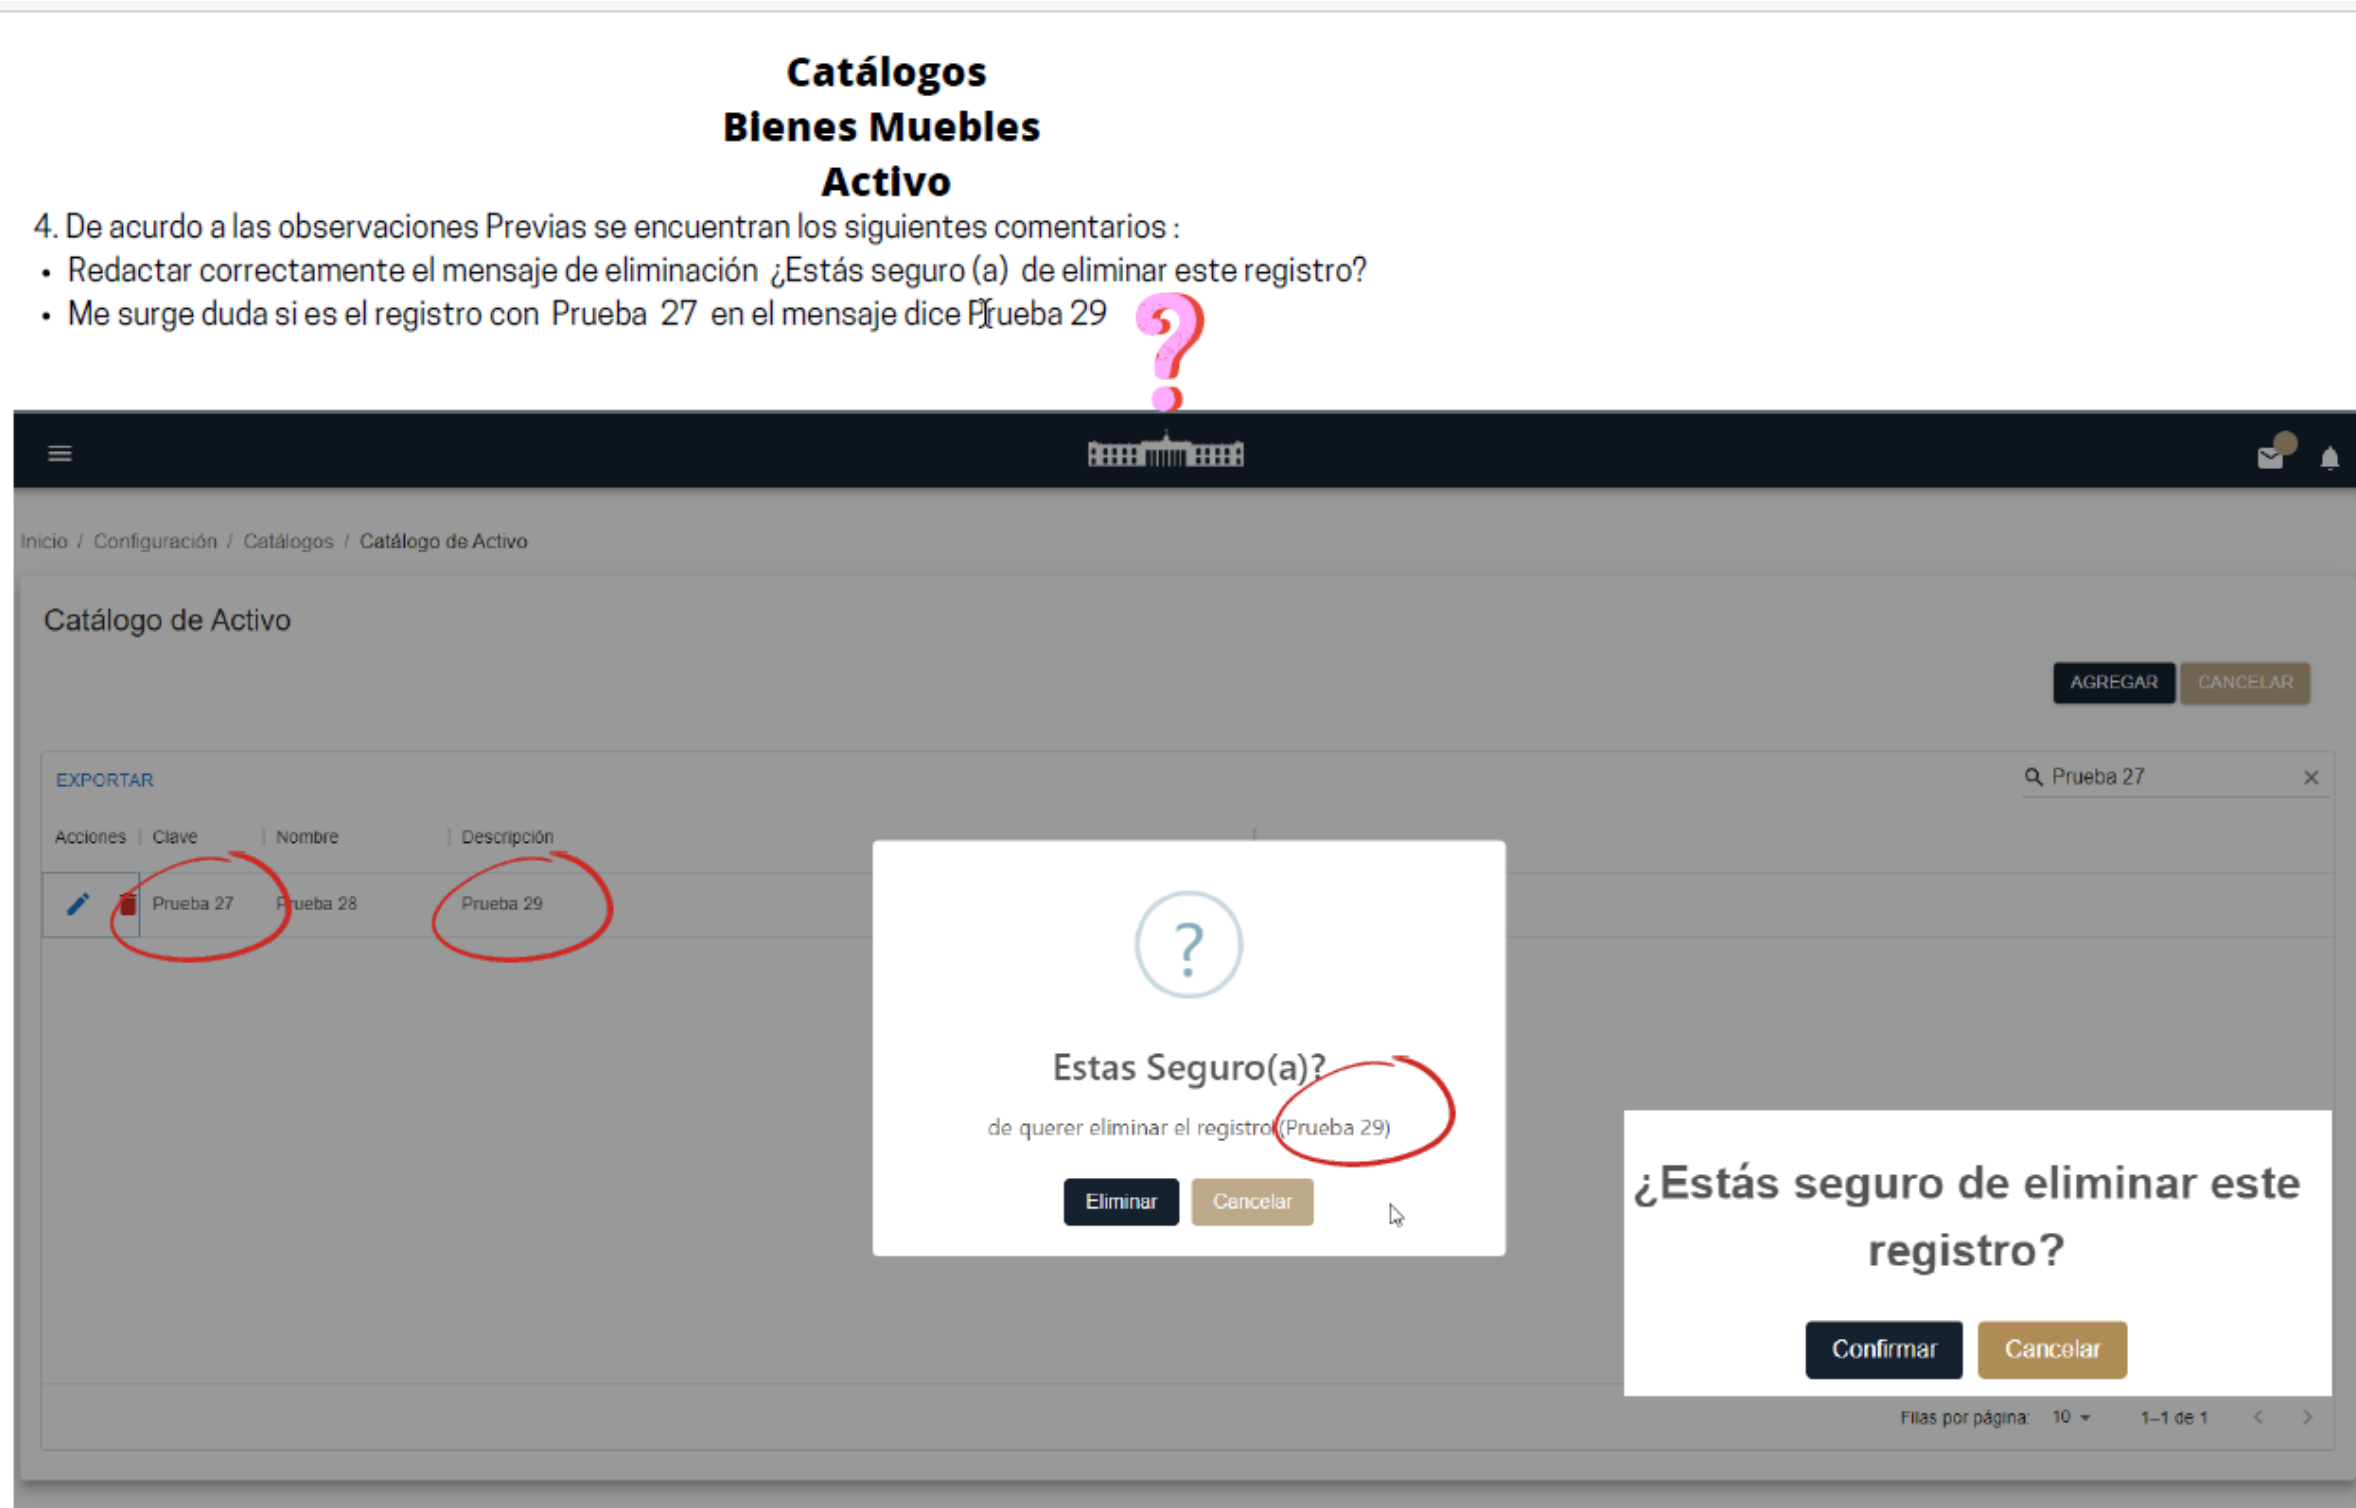 Catálogos
Bienes Muebles
Activo
4. De acurdo a las observaciones Previas se encuentran los siguientes comentarios :
• Redactar correctamente el mensaje de eliminación ¿Estás seguro (a) de eliminar este registro?
• Me surge duda si es el registro con Prueba 27 en el mensaje dice Prueba 29
?
Inicio / Configuración / Catálogos / Catálogo de Activo
Catálogo de Activo
AGREGAR CANCELAR
EXPORTAR
Prueba 27
Acciones Clave Nombre Descripción
Prueba 27 Prueba 28 Prueba 29
?
Estas Seguro(a)?
de querer eliminar el registro (Prueba 29)
Eliminar Cancelar
¿Estás seguro de eliminar este
registro?
Confirmar Cancelar
Filas por página: 10 1–1 de 1